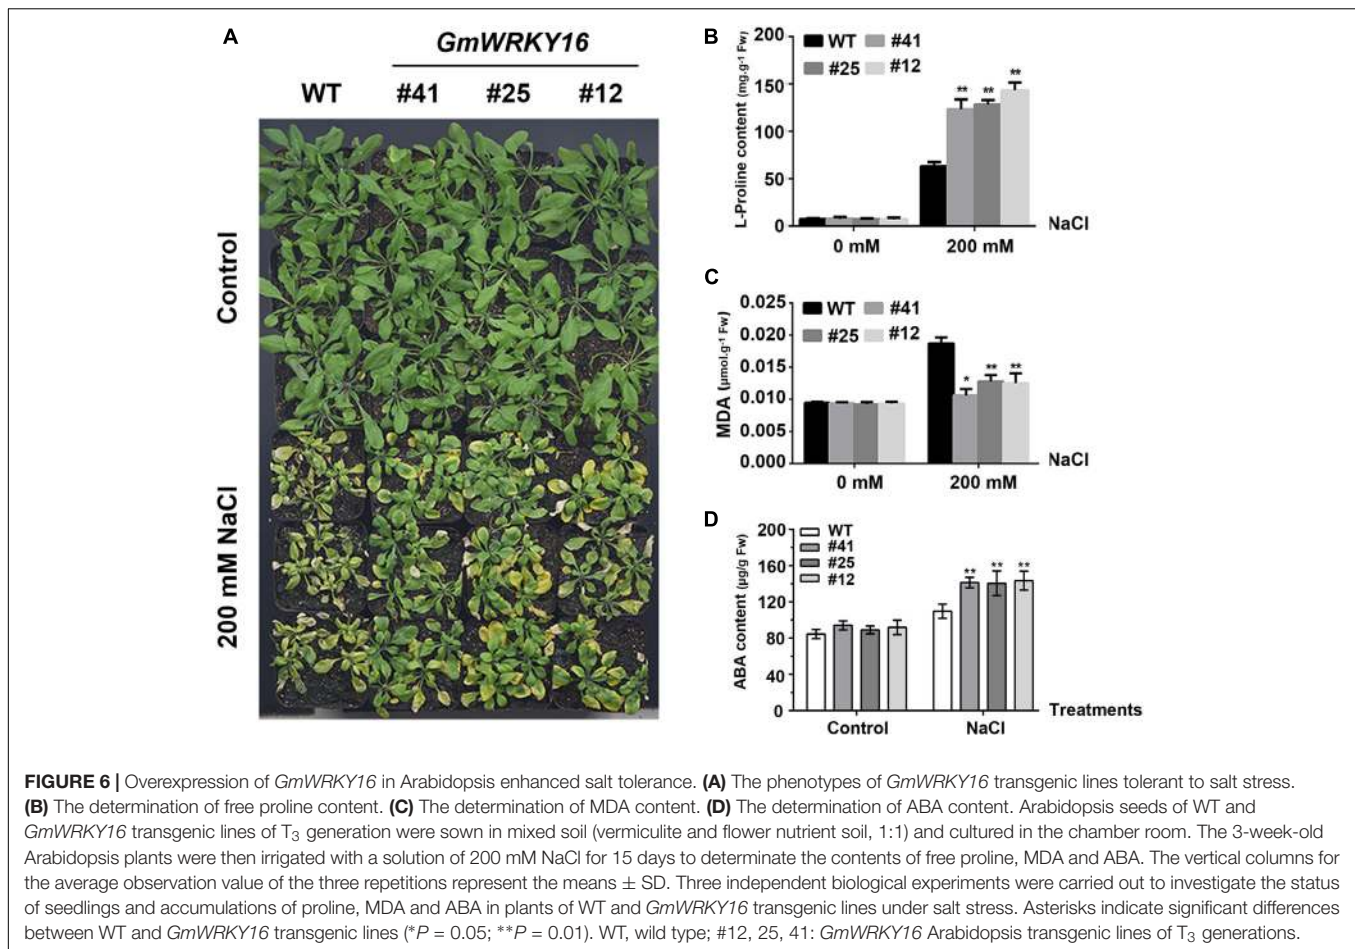 A
GmWRKY16
WT #41 #25 #12
Control
200 mM NaCl
B
L-Proline content (mg.g⁻¹ Fw)
200
150
100
50
0
WT #41
#25 #12
** ** **
0 mM 200 mM NaCl
C
MDA (µmol.g⁻¹ Fw)
0.025
0.020
0.015
0.010
0.005
0.000
WT #41
#25 #12
* ** **
0 mM 200 mM NaCl
D
ABA content (µg/g Fw)
200
160
120
80
40
0
WT
#41
#25
#12
** ** **
Control NaCl Treatments
FIGURE 6 | Overexpression of GmWRKY16 in Arabidopsis enhanced salt tolerance. (A) The phenotypes of GmWRKY16 transgenic lines tolerant to salt stress.
(B) The determination of free proline content. (C) The determination of MDA content. (D) The determination of ABA content. Arabidopsis seeds of WT and
GmWRKY16 transgenic lines of T₃ generation were sown in mixed soil (vermiculite and flower nutrient soil, 1:1) and cultured in the chamber room. The 3-week-old
Arabidopsis plants were then irrigated with a solution of 200 mM NaCl for 15 days to determinate the contents of free proline, MDA and ABA. The vertical columns for
the average observation value of the three repetitions represent the means ± SD. Three independent biological experiments were carried out to investigate the status
of seedlings and accumulations of proline, MDA and ABA in plants of WT and GmWRKY16 transgenic lines under salt stress. Asterisks indicate significant differences
between WT and GmWRKY16 transgenic lines (*P = 0.05; **P = 0.01). WT, wild type; #12, 25, 41: GmWRKY16 Arabidopsis transgenic lines of T₃ generations.